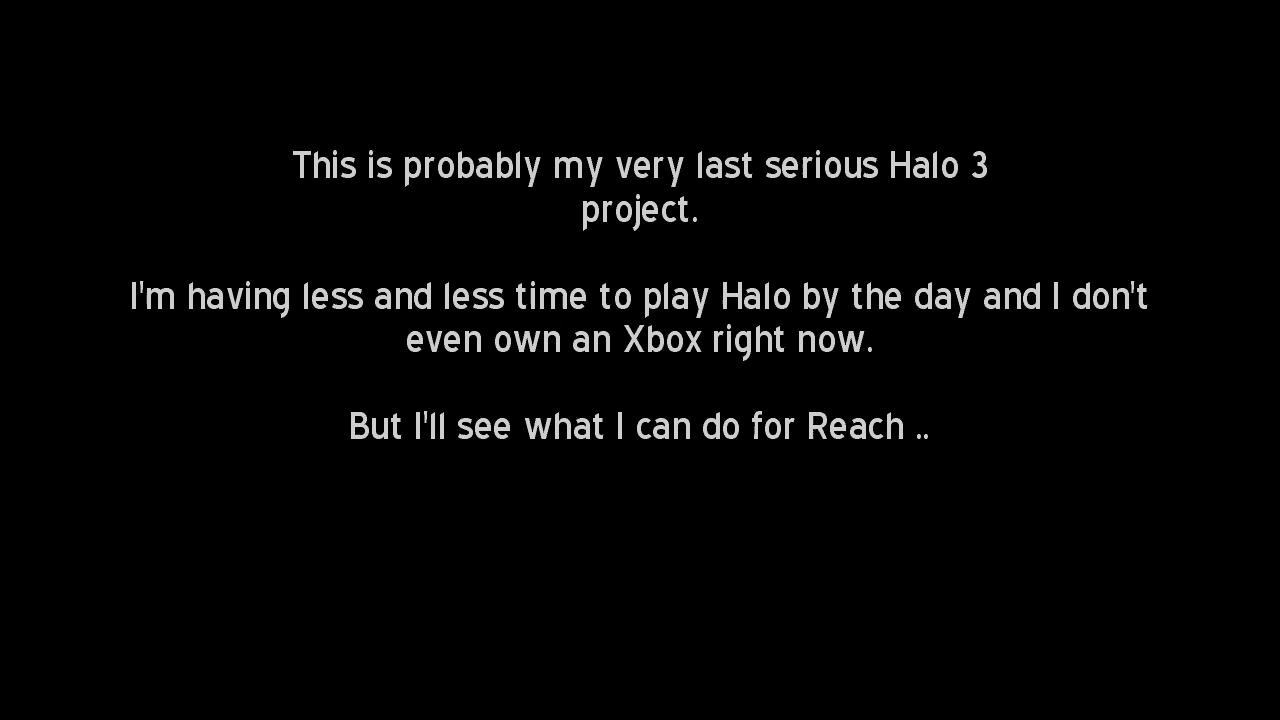 This is probably my very last serious Halo 3
project.
I'm having less and less time to play Halo by the day and I don't
even own an Xbox right now.
But I'll see what I can do for Reach ..